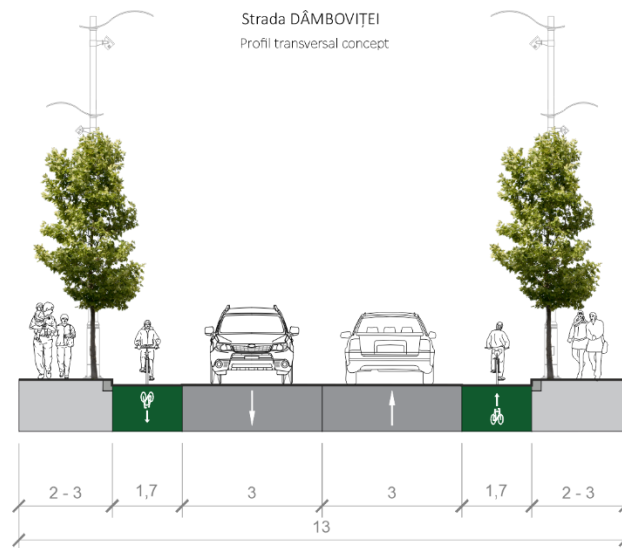 Strada DÂMBOVIȚEI
Profil transversal concept
2 - 3 1,7 3 3 1,7 2 - 3
13